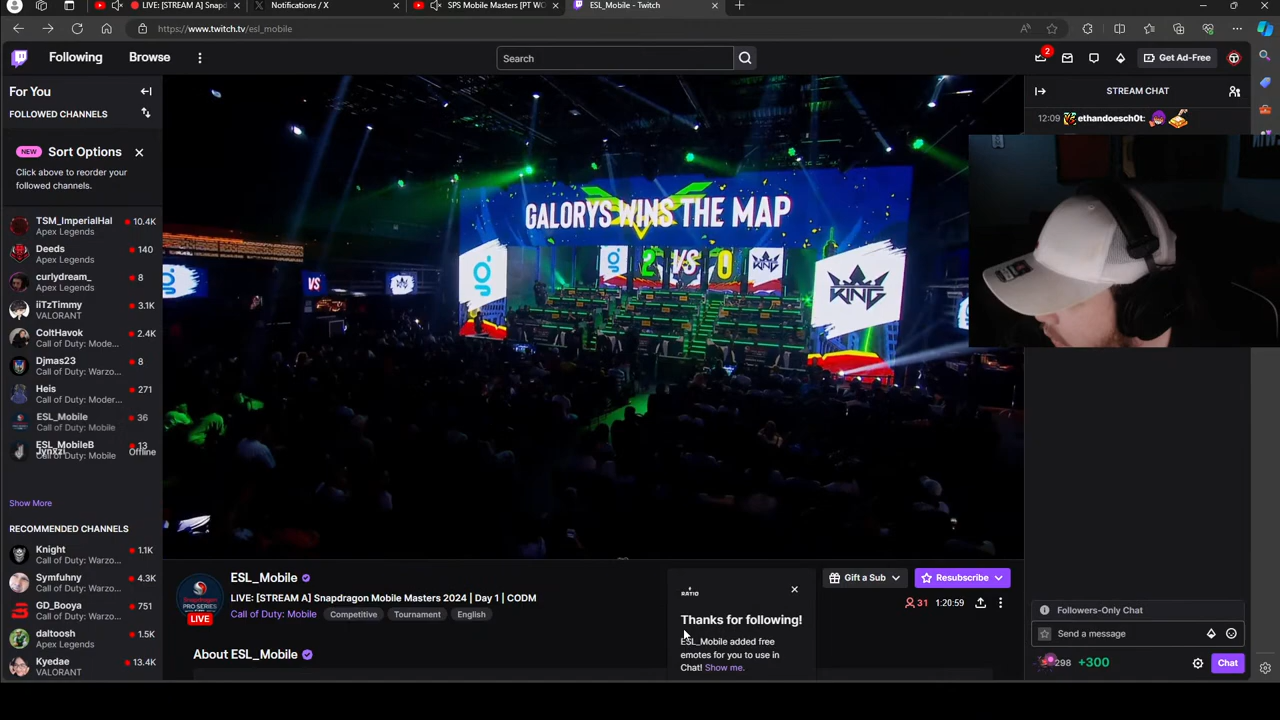 LIVE: [STREAM A] Snapd
Notifications / X
SPS Mobile Masters [PT WC
ESL_Mobile - Twitch
https://www.twitch.tv/esl_mobile
Following
Browse
Search
2
Get Ad-Free
For You
FOLLOWED CHANNELS
NEW Sort Options
Click above to reorder your
followed channels.
TSM_ImperialHal 10.4K
Apex Legends
Deeds 140
Apex Legends
curlydream_ 8
Apex Legends
iiTzTimmy 3.1K
VALORANT
ColtHavok 2.4K
Call of Duty: Mode...
Djmas23 8
Call of Duty: Warzo...
Heis 271
Call of Duty: Moder...
ESL_Mobile 36
Call of Duty: Mobile
ESL_MobileB 13
Jynxzi Offline
Call of Duty: Mobile
Show More
RECOMMENDED CHANNELS
Knight 1.1K
Call of Duty: Warzo...
Symfuhny 4.3K
Call of Duty: Warzo...
GD_Booya 751
Call of Duty: Warzo...
daltoosh 1.5K
Apex Legends
Kyedae 13.4K
VALORANT
GALORYS WINS THE MAP
g 2 VS 0 KING
VS
g
KING
STREAM CHAT
12:09 ethandoesch0t:
ESL_Mobile
LIVE: [STREAM A] Snapdragon Mobile Masters 2024 | Day 1 | CODM
Call of Duty: Mobile Competitive Tournament English
LIVE
About ESL_Mobile
RATIO
Thanks for following!
ESL_Mobile added free
emotes for you to use in
Chat! Show me.
Gift a Sub
Resubscribe
31 1:20:59
Followers-Only Chat
Send a message
298 +300
Chat